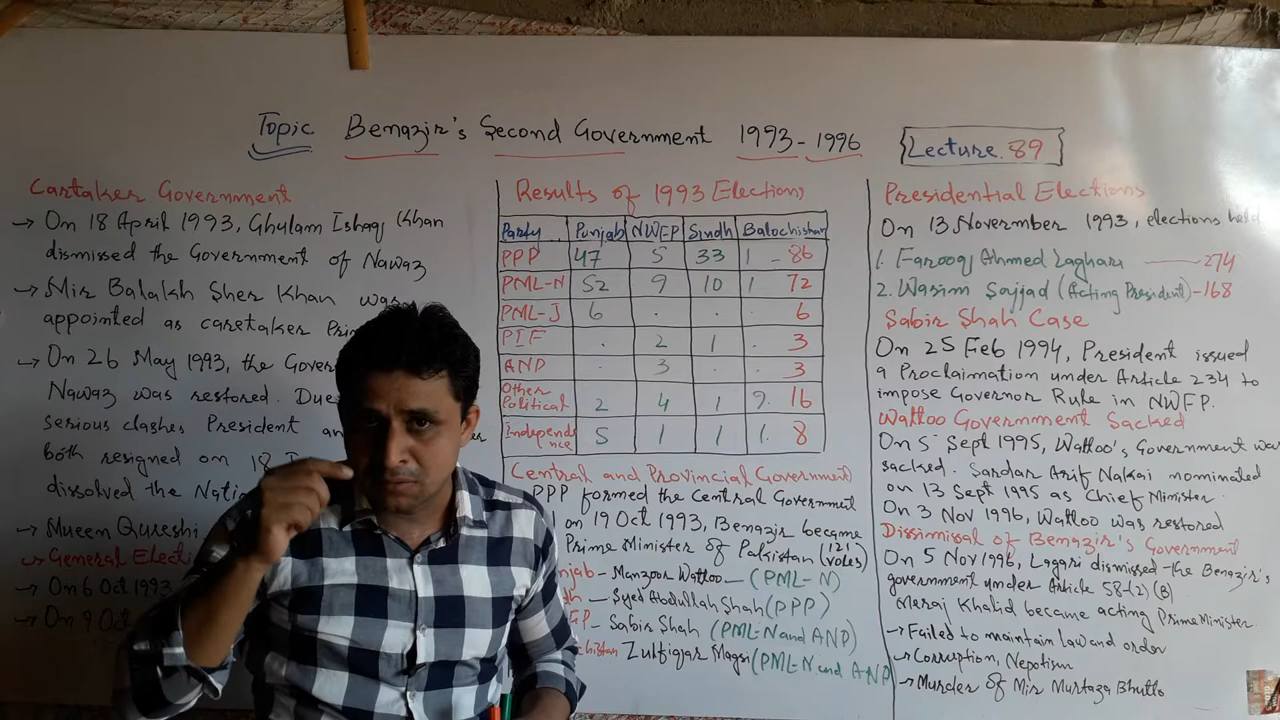 Topic Benazir's Second Government 1993-1996
Lecture. 89
Cartaker Government
→ On 18 April 1993, Ghulam Ishaq Khan
dismissed the Government of Nawaz
→ Mir Balakh Sher Khan was
appointed as caretaker
→ On 26 May 1993, the
Nawaz was restored. Due
serious clashes President
both resigned on 18
dissolved the
→ Mueen Qureshi
→ General
→ On 6 Oct 1993
→ On 9 Oct
Results of 1993 Elections
Party Punjab NWFP Sindh Balochistan
PPP 47 5 33 1 - 86
PML-N 52 9 10 1 72
PML-J 6 . . . 6
PIF . 2 1 . 3
ANP . 3 . . 3
Other Political 2 4 1 9. 16
Independence 5 1 1 1. 8
Central and Provincial Government
PPP formed the Central Government
on 19 Oct 1993, Benazir became
Prime Minister of Pakistan (121 votes)
- Manzoor Wattoo - (PML-N)
- Syed Abdullah Shah (PPP)
- Sabir Shah (PML-N and ANP)
Zulfiqar Magsi (PML-N and ANP
Presidential Elections
On 13 Novermber 1993, elections held
1. Farooq Ahmed Laghari - 274
2. Wasim Sajjad (Acting President) - 168
Sabir Shah Case
On 25 Feb 1994, President issued
a Proclaimation under Article 234 to
impose Governor Rule in NWFP.
Wattoo Government Sacked
On 5 Sept 1995, Wattoo's Government was
sacked. Sardar Arif Nakai nominated
on 13 Sept 1995 as Chief Minister.
On 3 Nov 1996, Wattoo was restored
Dissimissal of Benazir's Government
On 5 Nov 1996, Lagari dismissed the Benazir's
government under Article 58-(2)(B)
Meraj Khalid became acting Prime Minister.
→ Failed to maintain law and order
→ Corruption, Nepotism
→ Murder of Mir Murtaza Bhutto